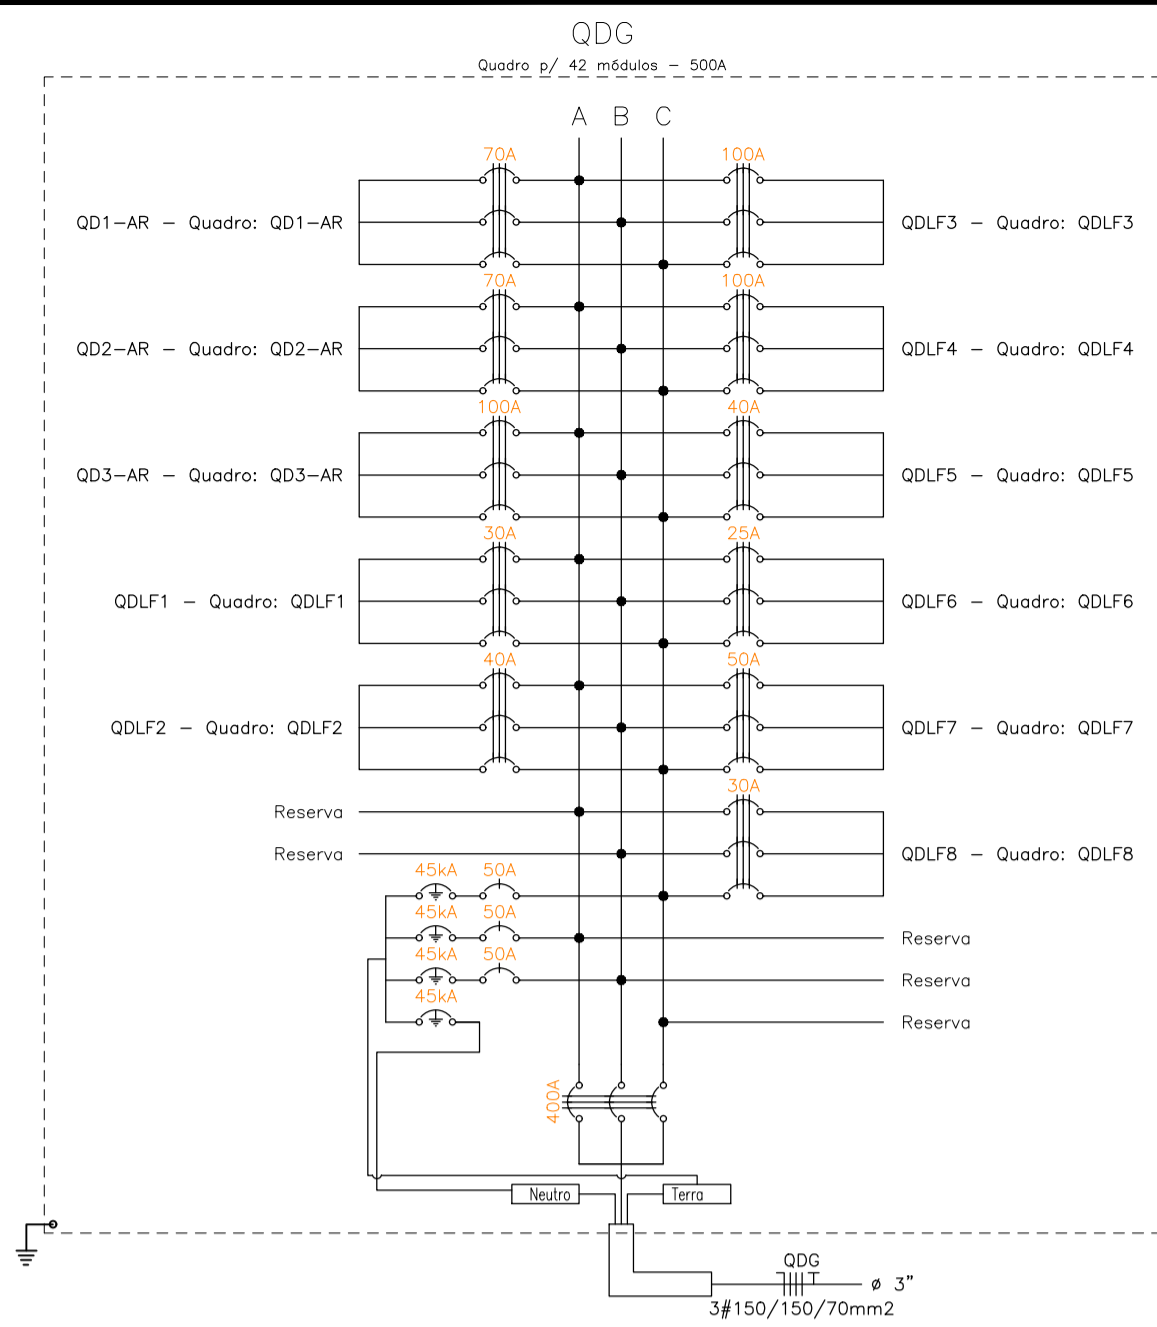 QDG
Quadro p/ 42 módulos - 500A
A B C
70A 100A
QD1-AR - Quadro: QD1-AR QDLF3 - Quadro: QDLF3
70A 100A
QD2-AR - Quadro: QD2-AR QDLF4 - Quadro: QDLF4
100A 40A
QD3-AR - Quadro: QD3-AR QDLF5 - Quadro: QDLF5
30A 25A
QDLF1 - Quadro: QDLF1 QDLF6 - Quadro: QDLF6
40A 50A
QDLF2 - Quadro: QDLF2 QDLF7 - Quadro: QDLF7
30A
Reserva
Reserva QDLF8 - Quadro: QDLF8
45kA 50A
45kA 50A
Reserva
45kA 50A
Reserva
45kA
Reserva
400A
Neutro Terra
QDG
ø 3"
3#150/150/70mm2